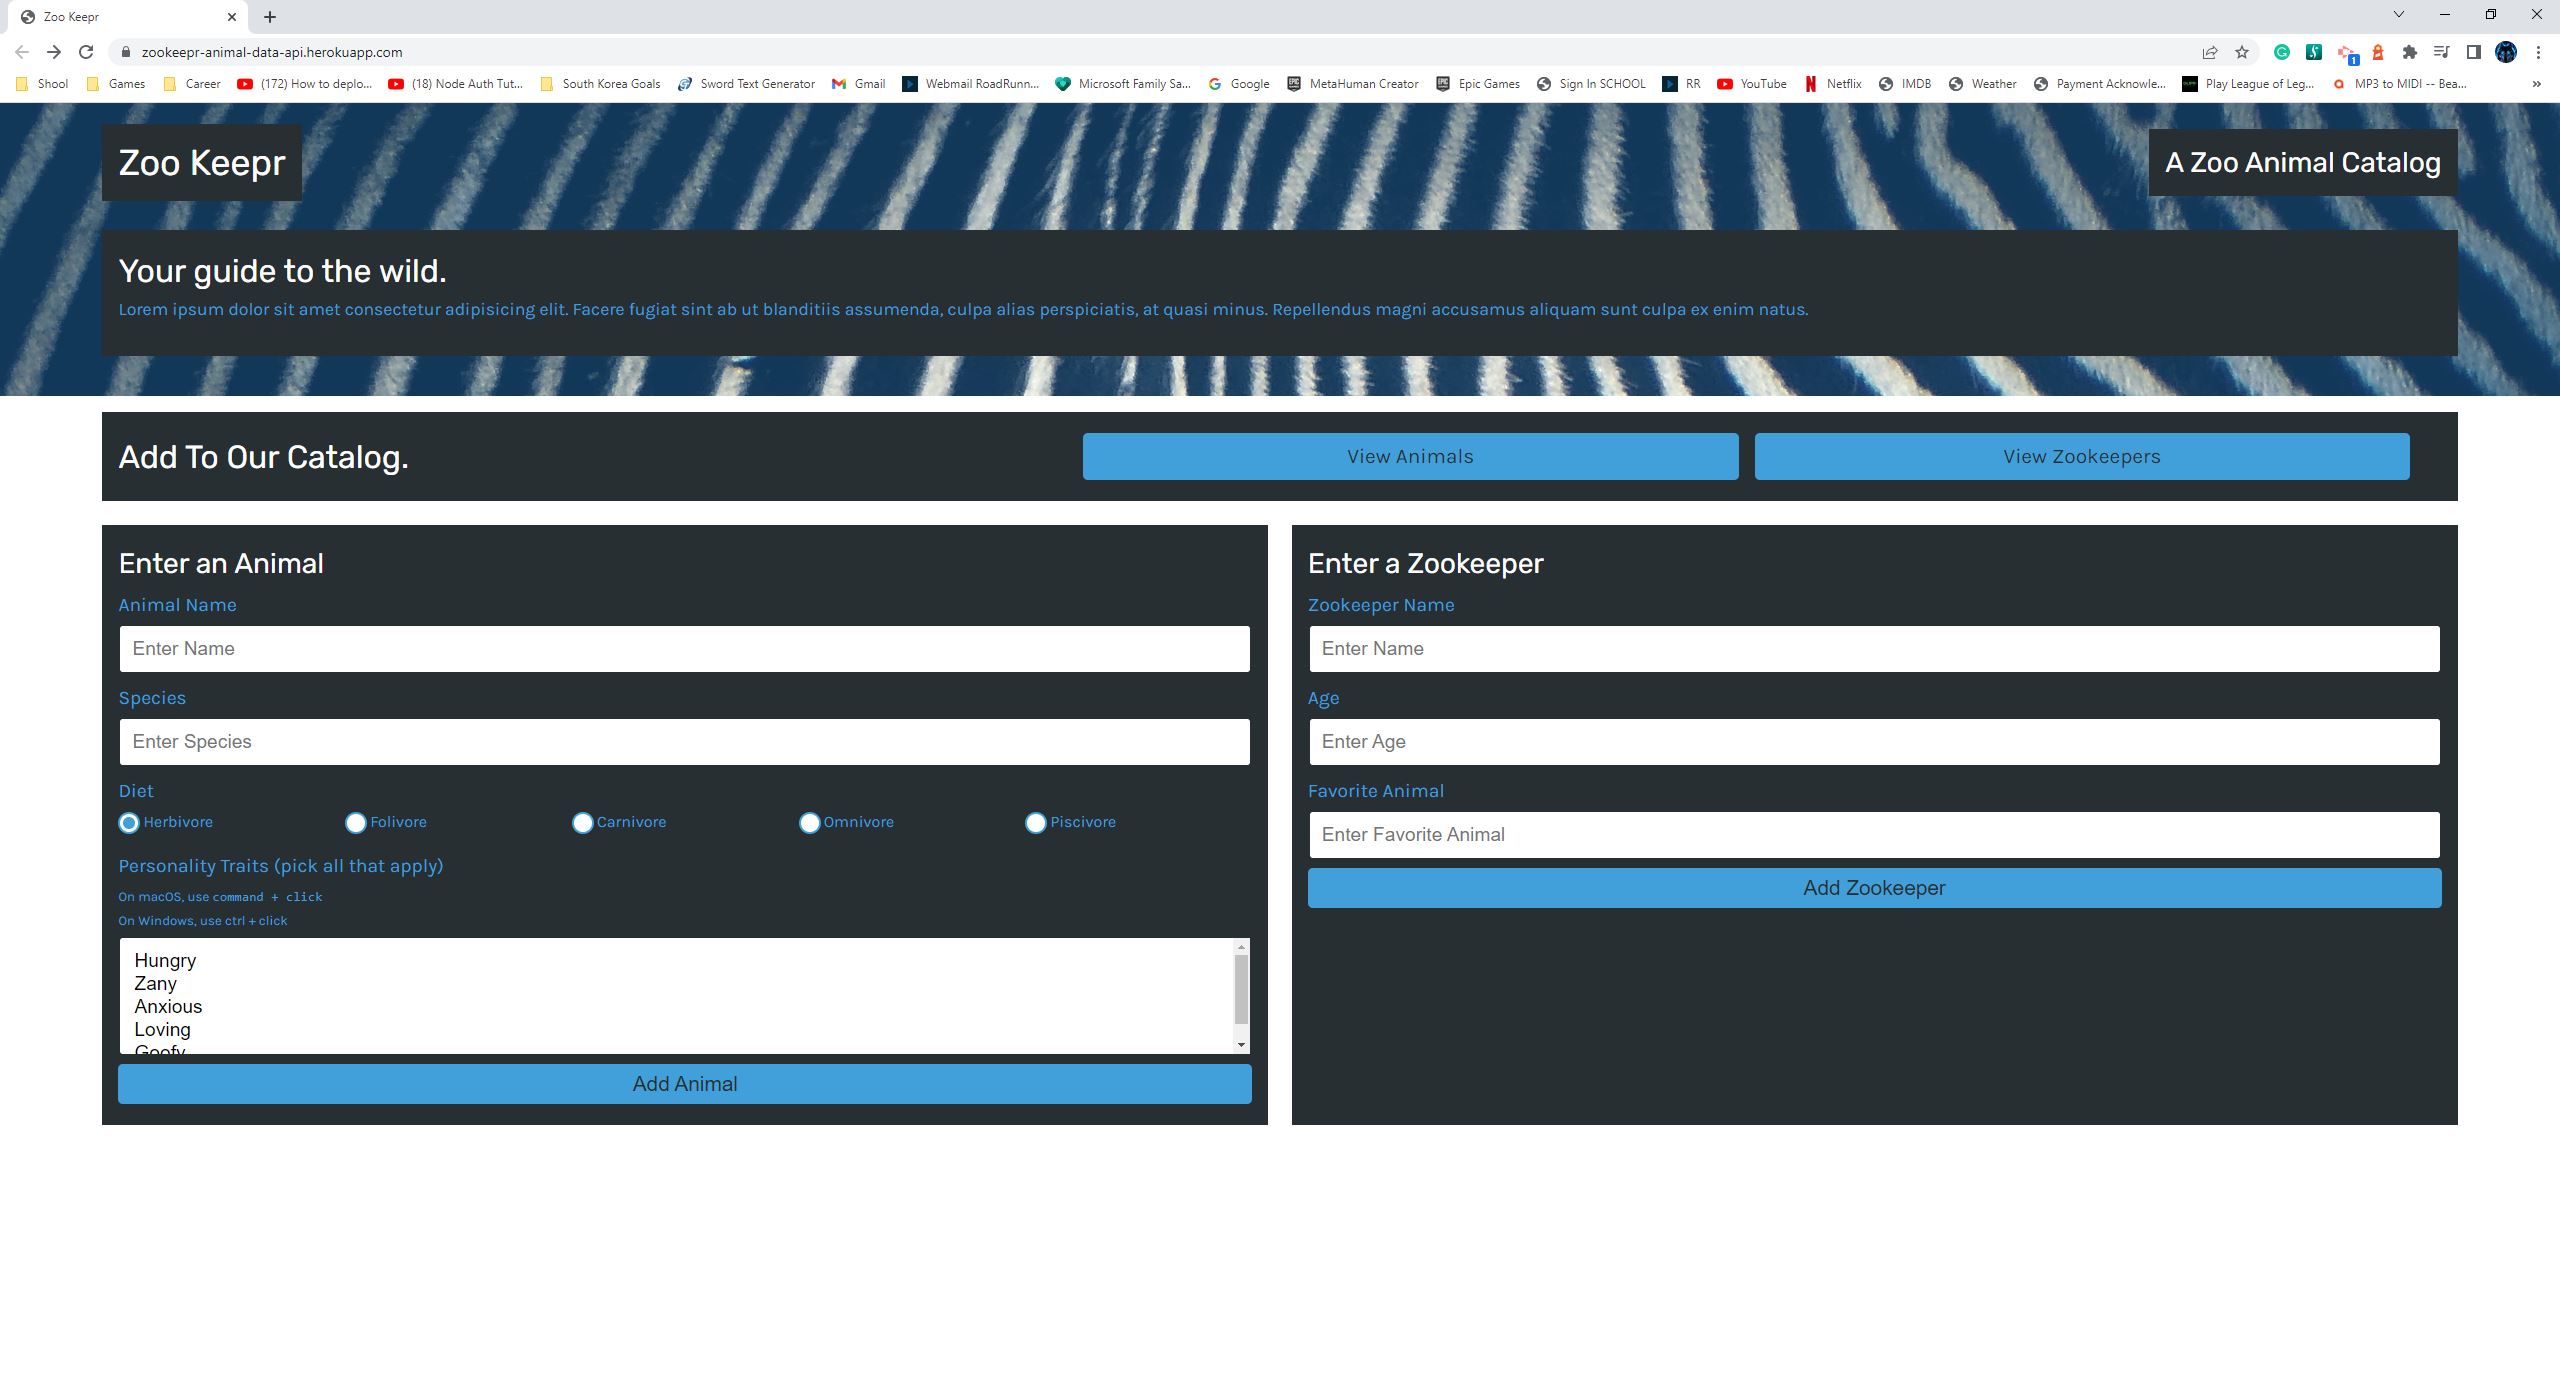 Zoo Keepr
zookeepr-animal-data-api.herokuapp.com
1
Shool Games Career (172) How to deplo... (18) Node Auth Tut... South Korea Goals Sword Text Generator Gmail Webmail RoadRunn... Microsoft Family Sa... Google MetaHuman Creator Epic Games Sign In SCHOOL RR YouTube Netflix IMDB Weather Payment Acknowle... Play League of Leg... MP3 to MIDI -- Bea... »
Zoo Keepr
A Zoo Animal Catalog
Your guide to the wild.
Lorem ipsum dolor sit amet consectetur adipisicing elit. Facere fugiat sint ab ut blanditiis assumenda, culpa alias perspiciatis, at quasi minus. Repellendus magni accusamus aliquam sunt culpa ex enim natus.
Add To Our Catalog.
View Animals
View Zookeepers
Enter an Animal
Animal Name
Enter Name
Species
Enter Species
Diet
Herbivore Folivore Carnivore Omnivore Piscivore
Personality Traits (pick all that apply)
On macOS, use command + click
On Windows, use ctrl + click
Hungry
Zany
Anxious
Loving
Goofy
Add Animal
Enter a Zookeeper
Zookeeper Name
Enter Name
Age
Enter Age
Favorite Animal
Enter Favorite Animal
Add Zookeeper